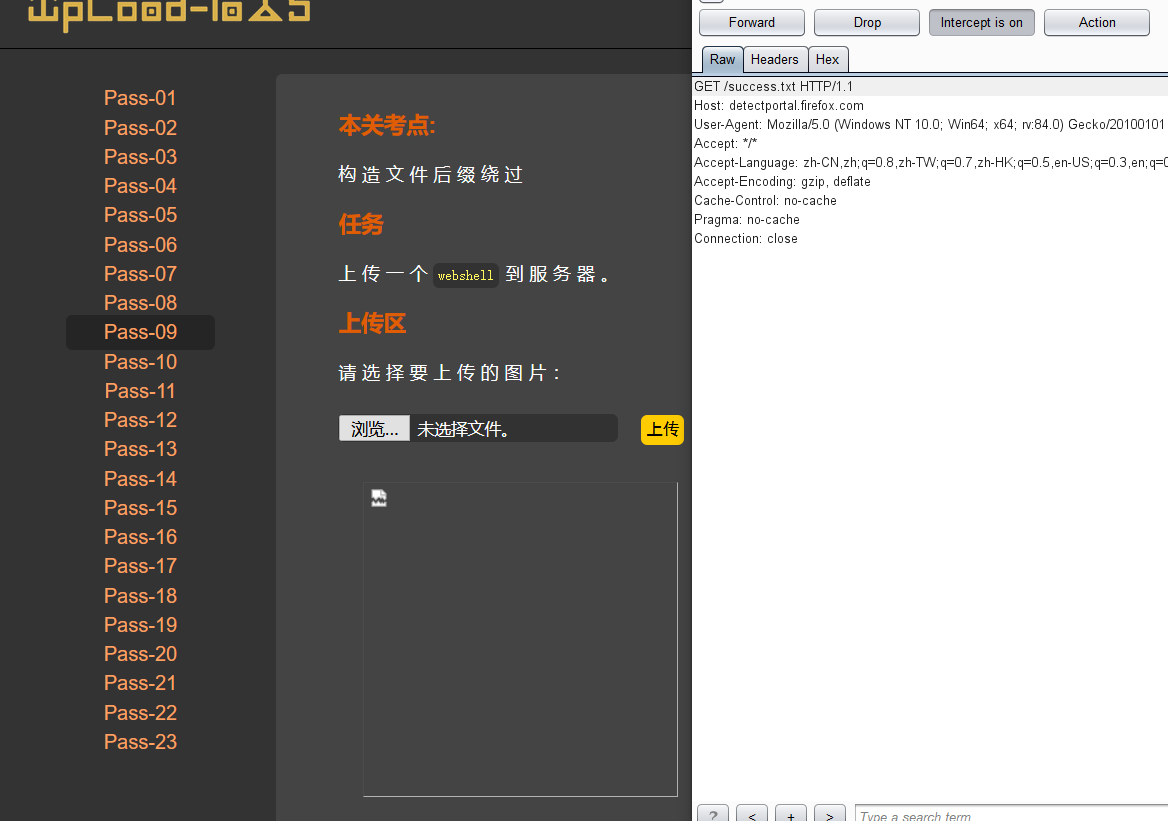 upload-labs
Pass-01
Pass-02
Pass-03
Pass-04
Pass-05
Pass-06
Pass-07
Pass-08
Pass-09
Pass-10
Pass-11
Pass-12
Pass-13
Pass-14
Pass-15
Pass-16
Pass-17
Pass-18
Pass-19
Pass-20
Pass-21
Pass-22
Pass-23
本关考点:
构造文件后缀绕过
任务
上传一个 webshell 到服务器。
上传区
请选择要上传的图片:
浏览... 未选择文件。 上传
Forward Drop Intercept is on Action
Raw Headers Hex
GET /success.txt HTTP/1.1
Host: detectportal.firefox.com
User-Agent: Mozilla/5.0 (Windows NT 10.0; Win64; x64; rv:84.0) Gecko/20100101
Accept: */*
Accept-Language: zh-CN,zh;q=0.8,zh-TW;q=0.7,zh-HK;q=0.5,en-US;q=0.3,en;q=0
Accept-Encoding: gzip, deflate
Cache-Control: no-cache
Pragma: no-cache
Connection: close
? < + > Type a search term